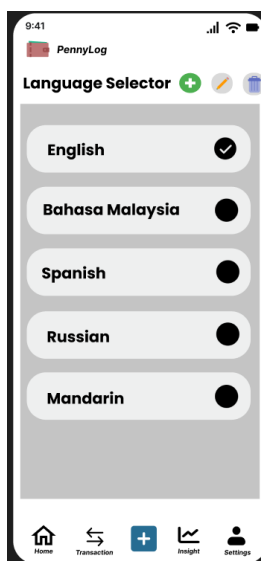 9:41
PennyLog
Language Selector
English
Bahasa Malaysia
Spanish
Russian
Mandarin
Home Transaction Insight Settings